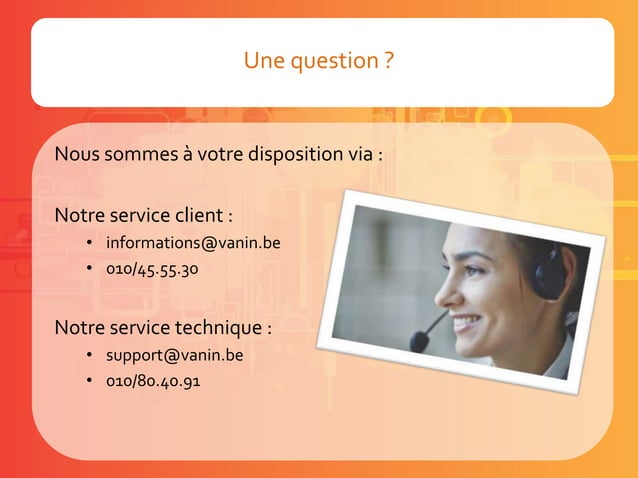 Une question ?
Nous sommes à votre disposition via :
Notre service client :
• informations@vanin.be
• 010/45.55.30
Notre service technique :
• support@vanin.be
• 010/80.40.91